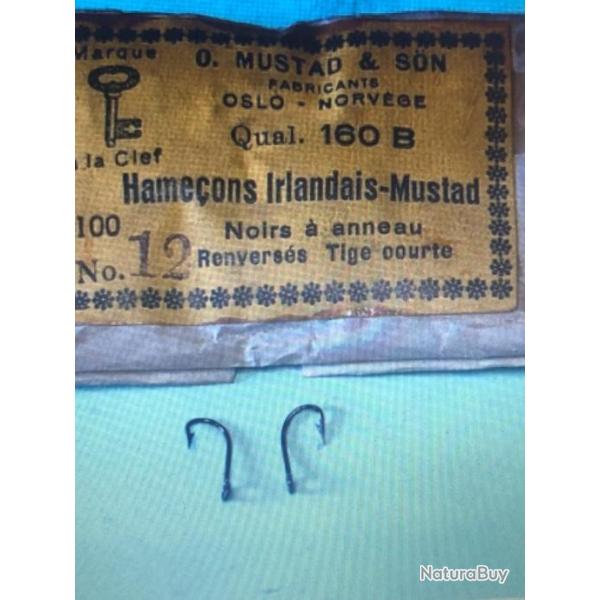 Marque
à la Clef
O. MUSTAD & SÖN
FABRICANTS
OSLO - NORVÈGE
Qual. 160 B
Hameçons Irlandais-Mustad
100
No. 12
Noirs à anneau
Renversés Tige courte
NaturaBuy